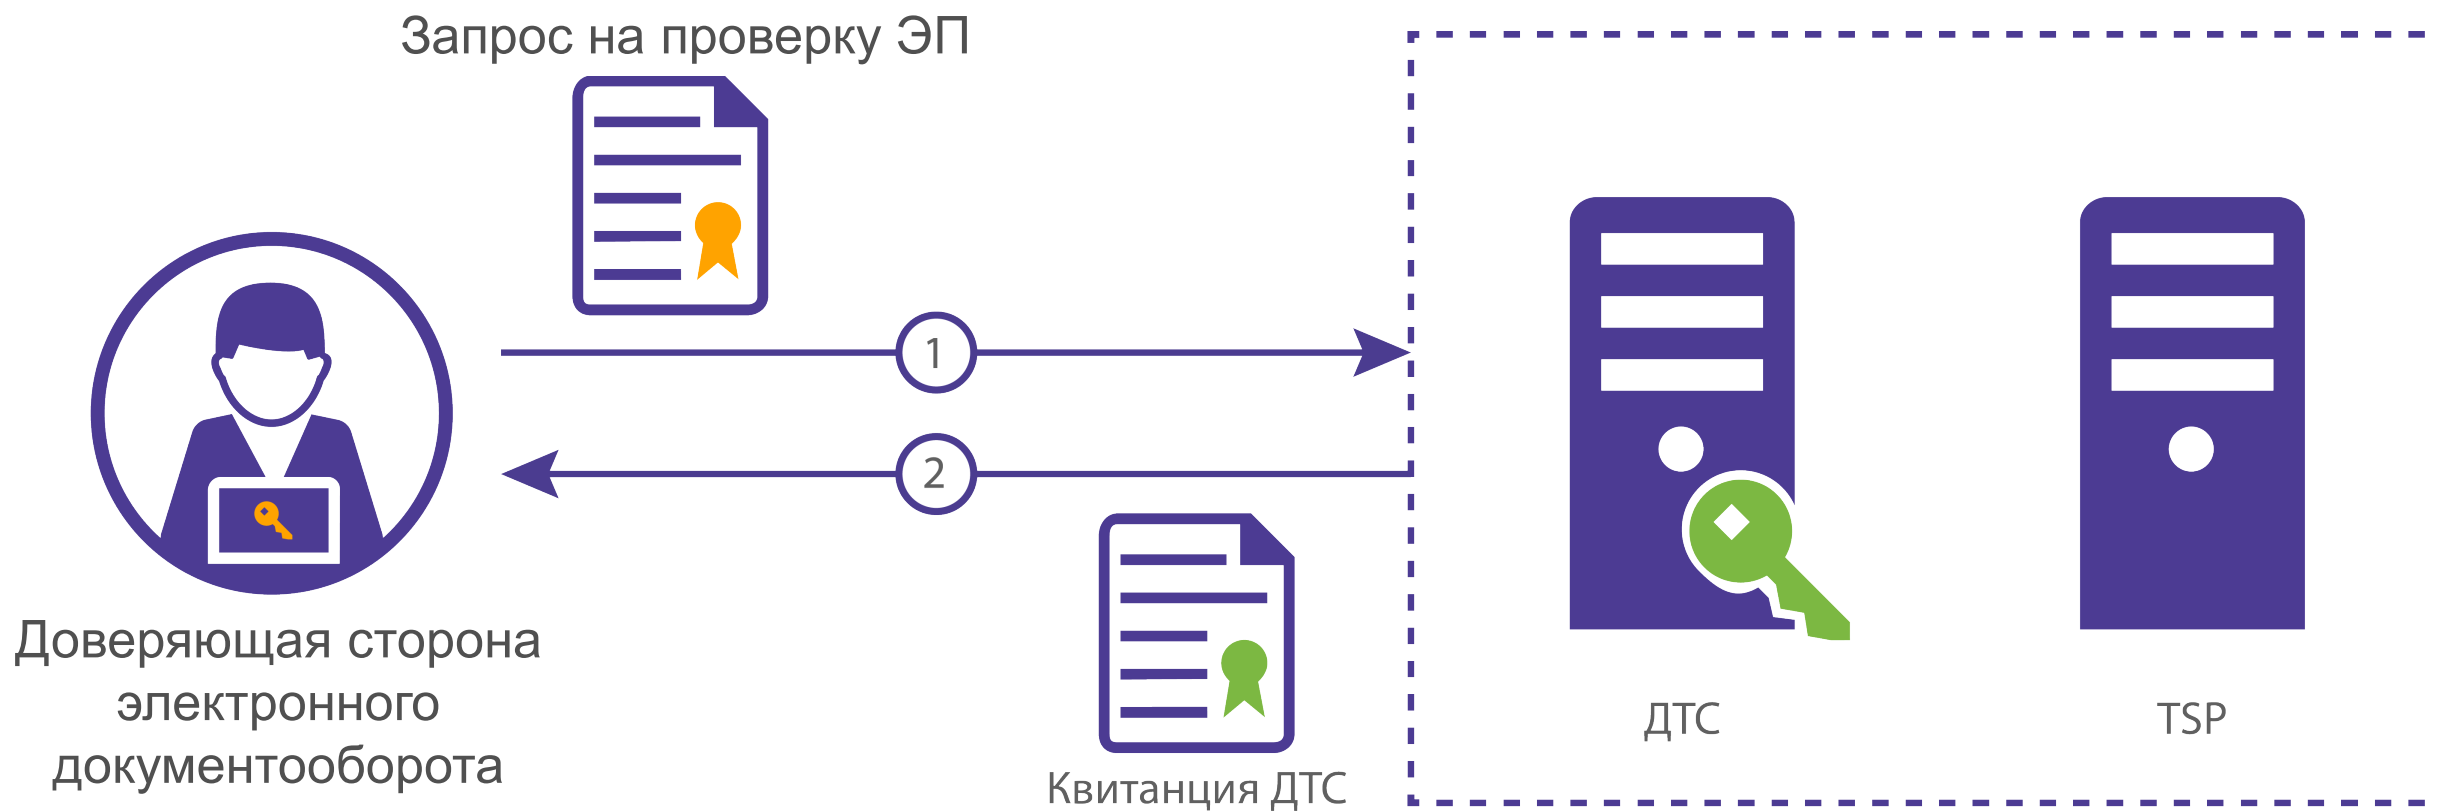 Запрос на проверку ЭП
1
2
Доверяющая сторона
электронного
документооборота
Квитанция ДТС
ДТС
TSP